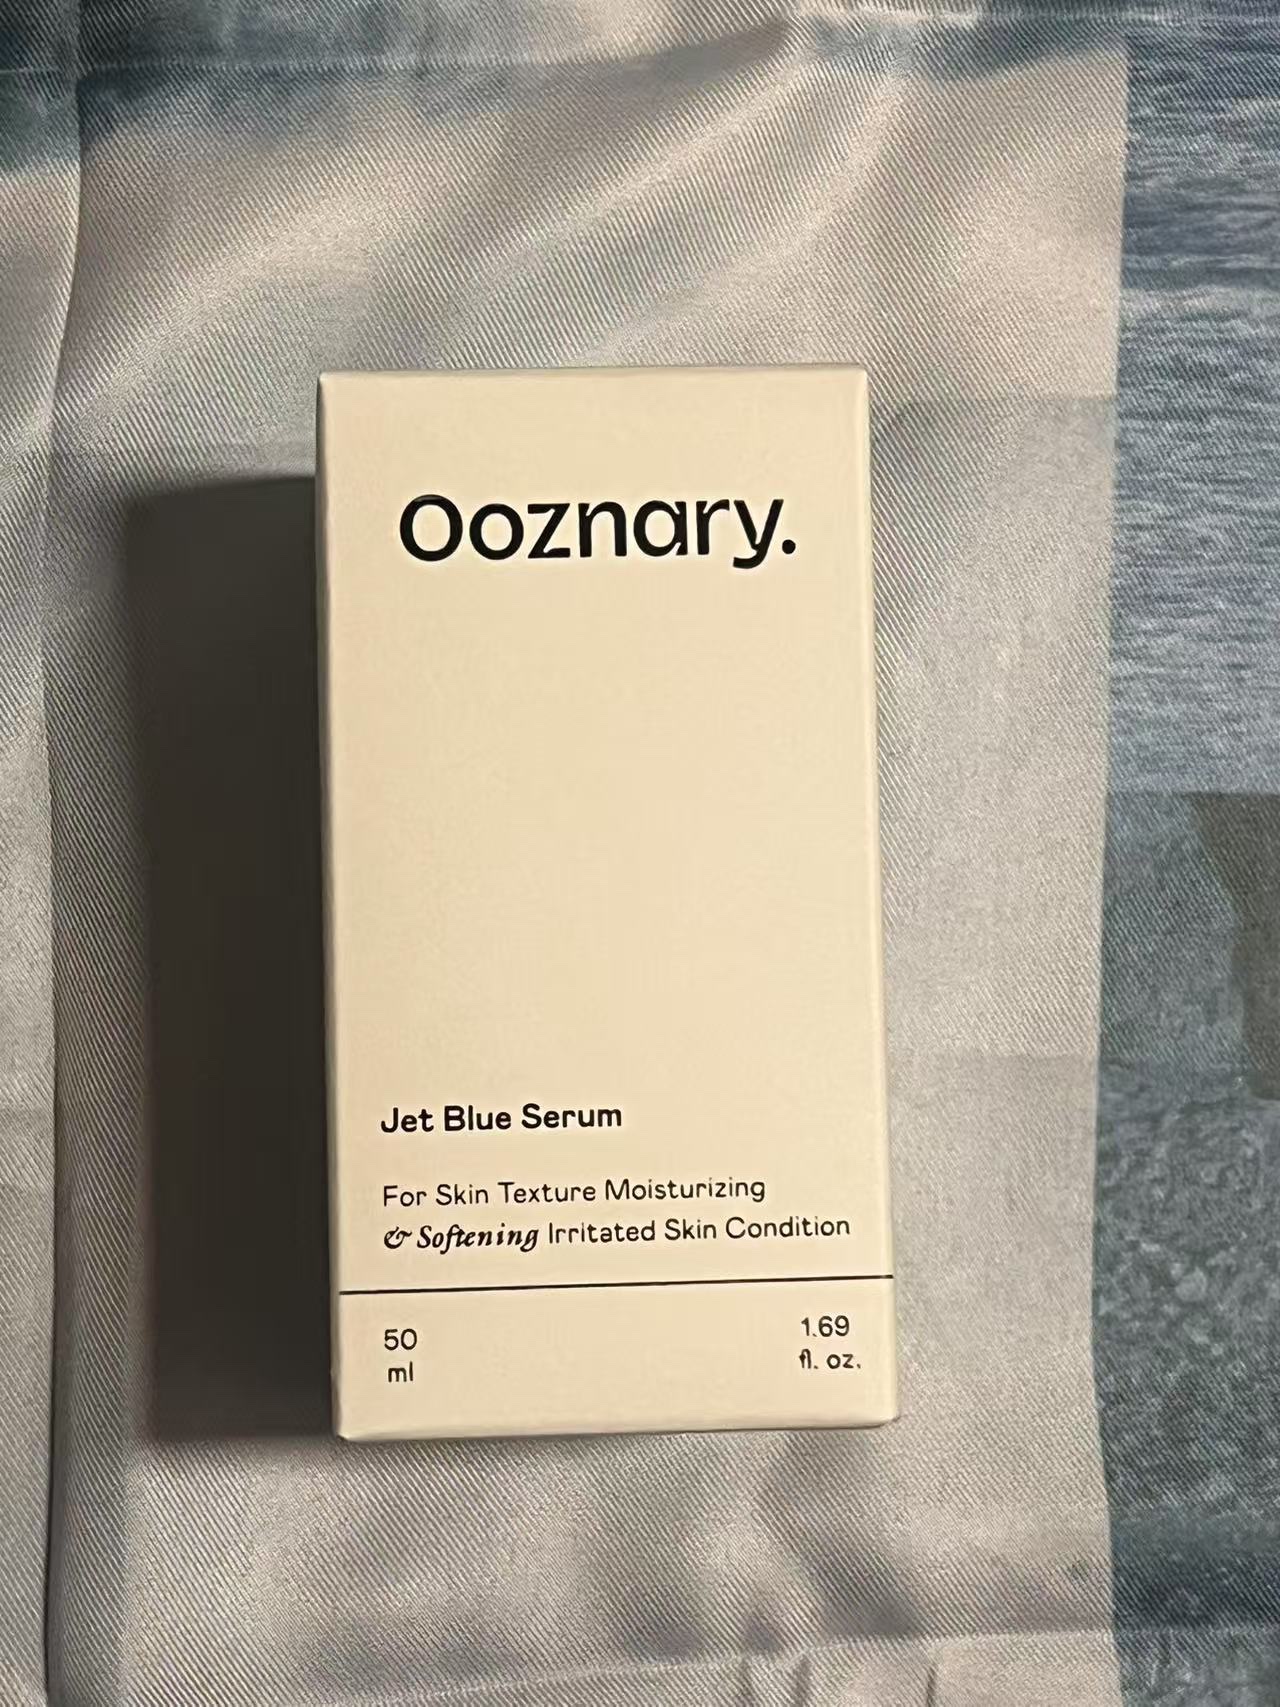 Ooznary.
Jet Blue Serum
For Skin Texture Moisturizing
& Softening Irritated Skin Condition
50
ml
1.69
fl. oz.